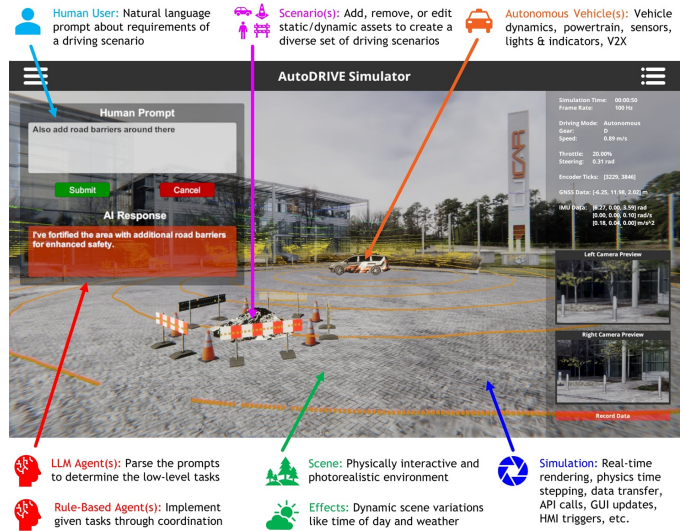 Human User: Natural language
prompt about requirements of
a driving scenario
Scenario(s): Add, remove, or edit
static/dynamic assets to create a
diverse set of driving scenarios
Autonomous Vehicle(s): Vehicle
dynamics, powertrain, sensors,
lights & indicators, V2X
AutoDRIVE Simulator
Human Prompt
Also add road barriers around there
Submit
Cancel
AI Response
I've fortified the area with additional road barriers
for enhanced safety.
Simulation Time: 00:00:50
Frame Rate: 100 Hz
Driving Mode: Autonomous
Gear: D
Speed: 0.89 m/s
Throttle: 20.00%
Steering: 0.31 rad
Encoder Ticks: [3229, 3846]
GNSS Data: [-6.25, 11.98, 2.02] m
IMU Data: [6.27, 0.00, 3.59] rad
[0.00, 0.00, 0.10] rad/s
[0.18, 0.04, 0.00] m/s^2
Left Camera Preview
Right Camera Preview
Record Data
LLM Agent(s): Parse the prompts
to determine the low-level tasks
Rule-Based Agent(s): Implement
given tasks through coordination
Scene: Physically interactive and
photorealistic environment
Effects: Dynamic scene variations
like time of day and weather
Simulation: Real-time
rendering, physics time
stepping, data transfer,
API calls, GUI updates,
HMI triggers, etc.